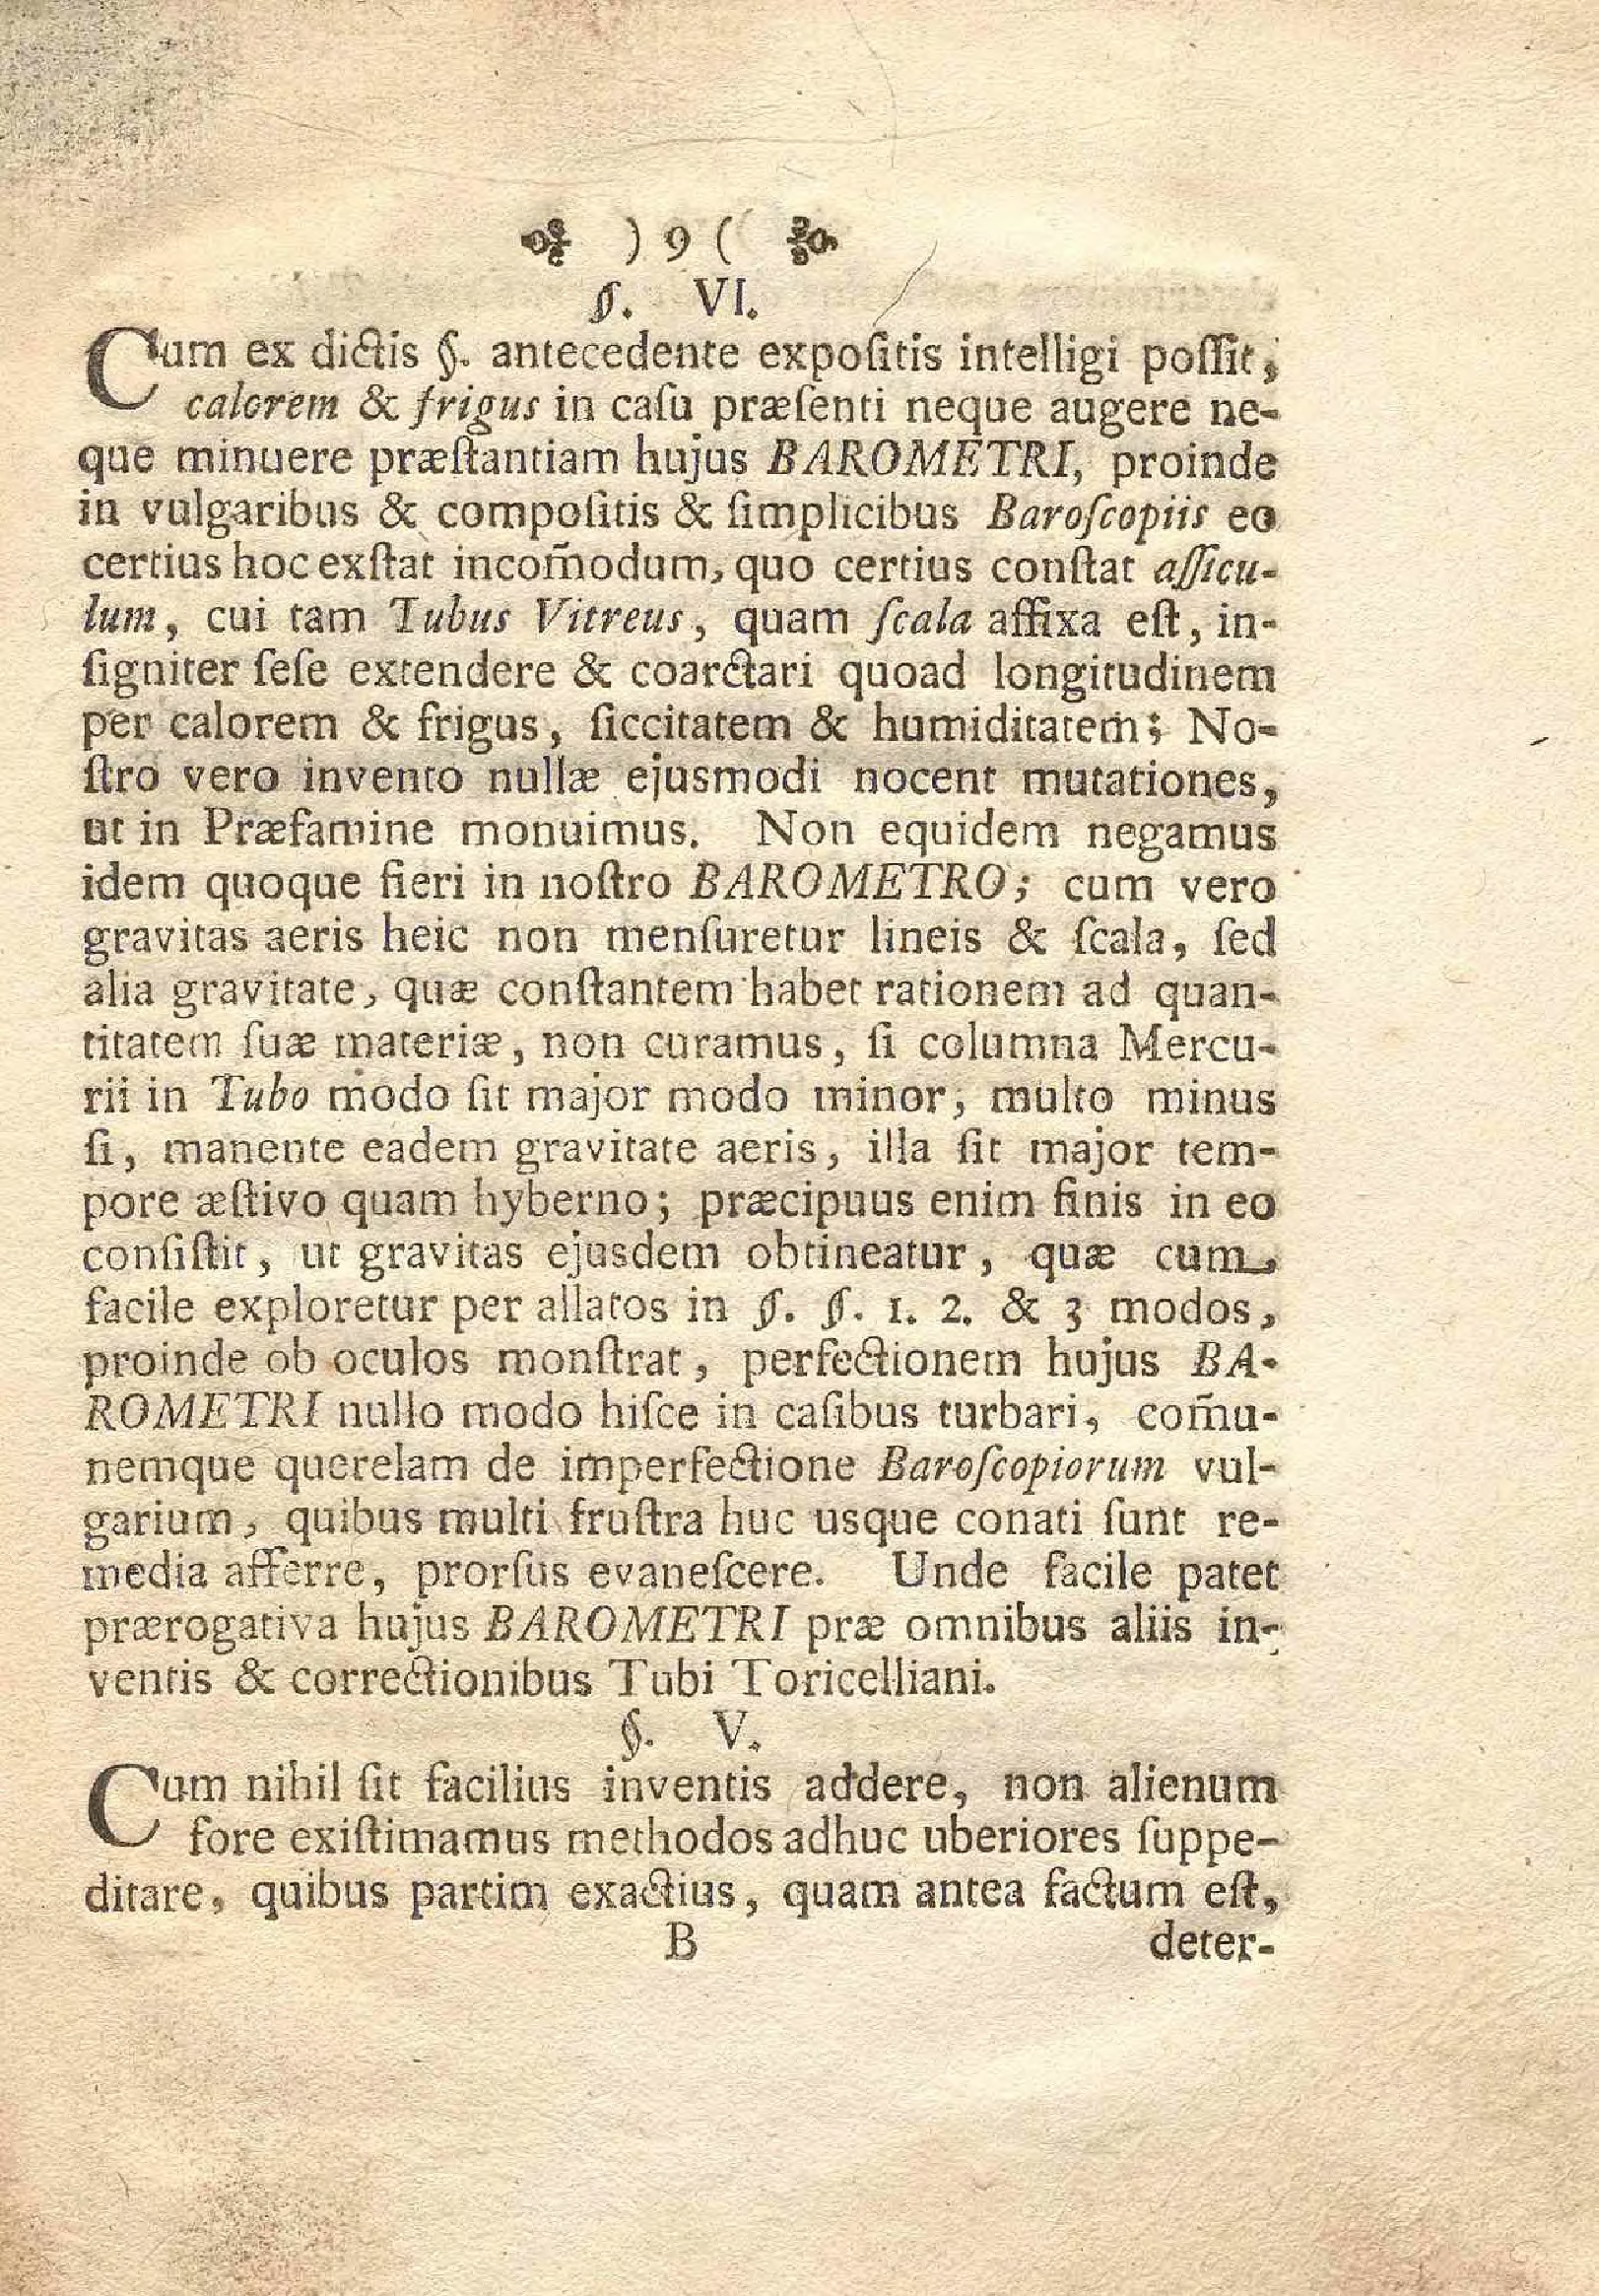 ) 9 (
§. VI.
Cum ex dictis §. antecedente expoſitis intelligi poſſit,
calorem & frigus in caſu præſenti neque augere ne-
que minuere præſtantiam hujus BAROMETRI, proinde
in vulgaribus & compoſitis & ſimplicibus Baroſcopiis eo
certius hoc exſtat incom̃odum, quo certius conſtat aſſicu-
lum, cui tam Tubus Vitreus, quam ſcala affixa eſt, in-
ſigniter ſeſe extendere & coarctari quoad longitudinem
per calorem & frigus, ſiccitatem & humiditatem; No-
ſtro vero invento nullæ ejusmodi nocent mutationes,
ut in Præfamine monuimus. Non equidem negamus
idem quoque fieri in noſtro BAROMETRO; cum vero
gravitas aeris heic non menſuretur lineis & ſcala, ſed
alia gravitate, quæ conſtantem habet rationem ad quan-
titatem ſuæ materiæ, non curamus, ſi columna Mercu-
rii in Tubo modo ſit major modo minor, multo minus
ſi, manente eadem gravitate aeris, illa ſit major tem-
pore æſtivo quam hyberno; præcipuus enim finis in eo
conſiſtit, ut gravitas ejusdem obtineatur, quæ cum,
facile exploretur per allatos in §. §. 1. 2. & 3 modos,
proinde ob oculos monſtrat, perfectionem hujus BA-
ROMETRI nullo modo hiſce in caſibus turbari, com̃u-
nemque querelam de imperfectione Baroſcopiorum vul-
garium, quibus multi fruſtra huc usque conati ſunt re-
media afferre, prorſus evaneſcere. Unde facile patet
prærogativa hujus BAROMETRI præ omnibus aliis in-
ventis & correctionibus Tubi Toricelliani.
§. V.
Cum nihil ſit facilius inventis addere, non alienum
fore exiſtimamus methodos adhuc uberiores ſuppe-
ditare, quibus partim exactius, quam antea factum eſt,
B deter-